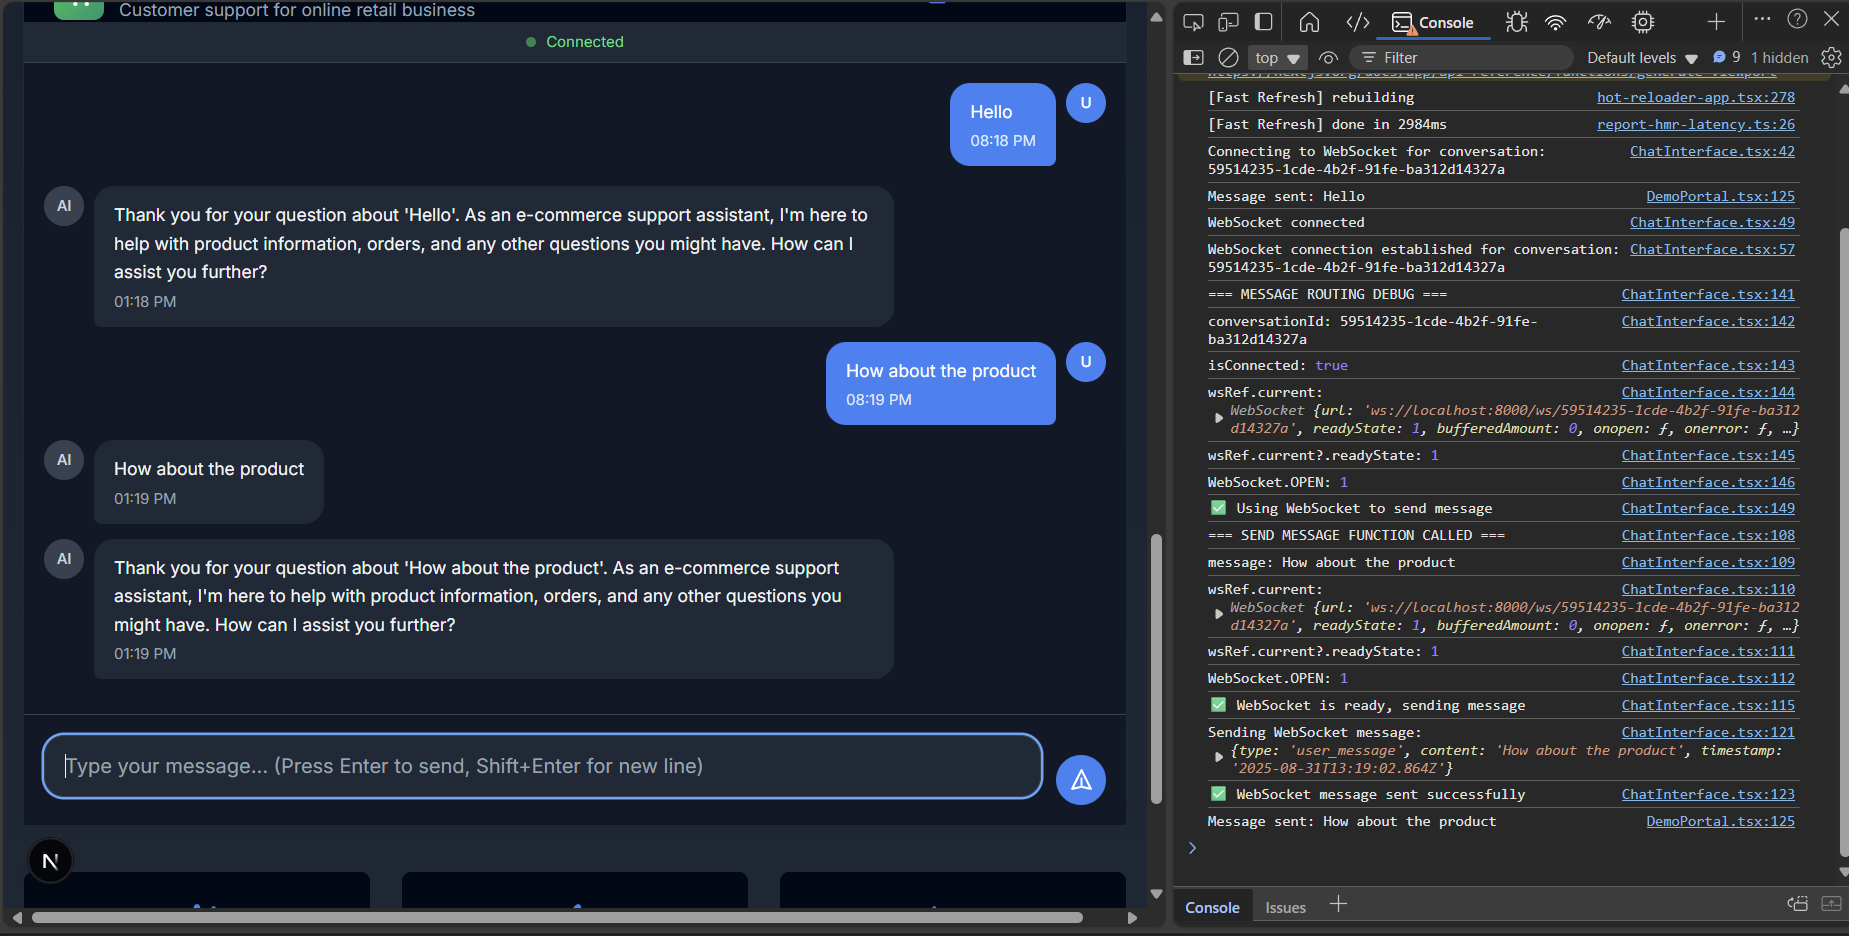 Customer support for online retail business
Connected
Hello
08:18 PM
U
AI
Thank you for your question about 'Hello'. As an e-commerce support assistant, I'm here to
help with product information, orders, and any other questions you might have. How can I
assist you further?
01:18 PM
How about the product
08:19 PM
U
AI
How about the product
01:19 PM
AI
Thank you for your question about 'How about the product'. As an e-commerce support
assistant, I'm here to help with product information, orders, and any other questions you
might have. How can I assist you further?
01:19 PM
Type your message... (Press Enter to send, Shift+Enter for new line)
N
Console
top
Filter
Default levels
9
1 hidden
https://nextjs.org/docs/app/api-reference/functions/generate-viewport
[Fast Refresh] rebuilding hot-reloader-app.tsx:278
[Fast Refresh] done in 2984ms report-hmr-latency.ts:26
Connecting to WebSocket for conversation: ChatInterface.tsx:42
59514235-1cde-4b2f-91fe-ba312d14327a
Message sent: Hello DemoPortal.tsx:125
WebSocket connected ChatInterface.tsx:49
WebSocket connection established for conversation: ChatInterface.tsx:57
59514235-1cde-4b2f-91fe-ba312d14327a
=== MESSAGE ROUTING DEBUG === ChatInterface.tsx:141
conversationId: 59514235-1cde-4b2f-91fe- ChatInterface.tsx:142
ba312d14327a
isConnected: true ChatInterface.tsx:143
wsRef.current: ChatInterface.tsx:144
WebSocket {url: 'ws://localhost:8000/ws/59514235-1cde-4b2f-91fe-ba312
d14327a', readyState: 1, bufferedAmount: 0, onopen: ƒ, onerror: ƒ, …}
wsRef.current?.readyState: 1 ChatInterface.tsx:145
WebSocket.OPEN: 1 ChatInterface.tsx:146
✅ Using WebSocket to send message ChatInterface.tsx:149
=== SEND MESSAGE FUNCTION CALLED === ChatInterface.tsx:108
message: How about the product ChatInterface.tsx:109
wsRef.current: ChatInterface.tsx:110
WebSocket {url: 'ws://localhost:8000/ws/59514235-1cde-4b2f-91fe-ba312
d14327a', readyState: 1, bufferedAmount: 0, onopen: ƒ, onerror: ƒ, …}
wsRef.current?.readyState: 1 ChatInterface.tsx:111
WebSocket.OPEN: 1 ChatInterface.tsx:112
✅ WebSocket is ready, sending message ChatInterface.tsx:115
Sending WebSocket message: ChatInterface.tsx:121
{type: 'user_message', content: 'How about the product', timestamp:
'2025-08-31T13:19:02.864Z'}
✅ WebSocket message sent successfully ChatInterface.tsx:123
Message sent: How about the product DemoPortal.tsx:125
Console
Issues